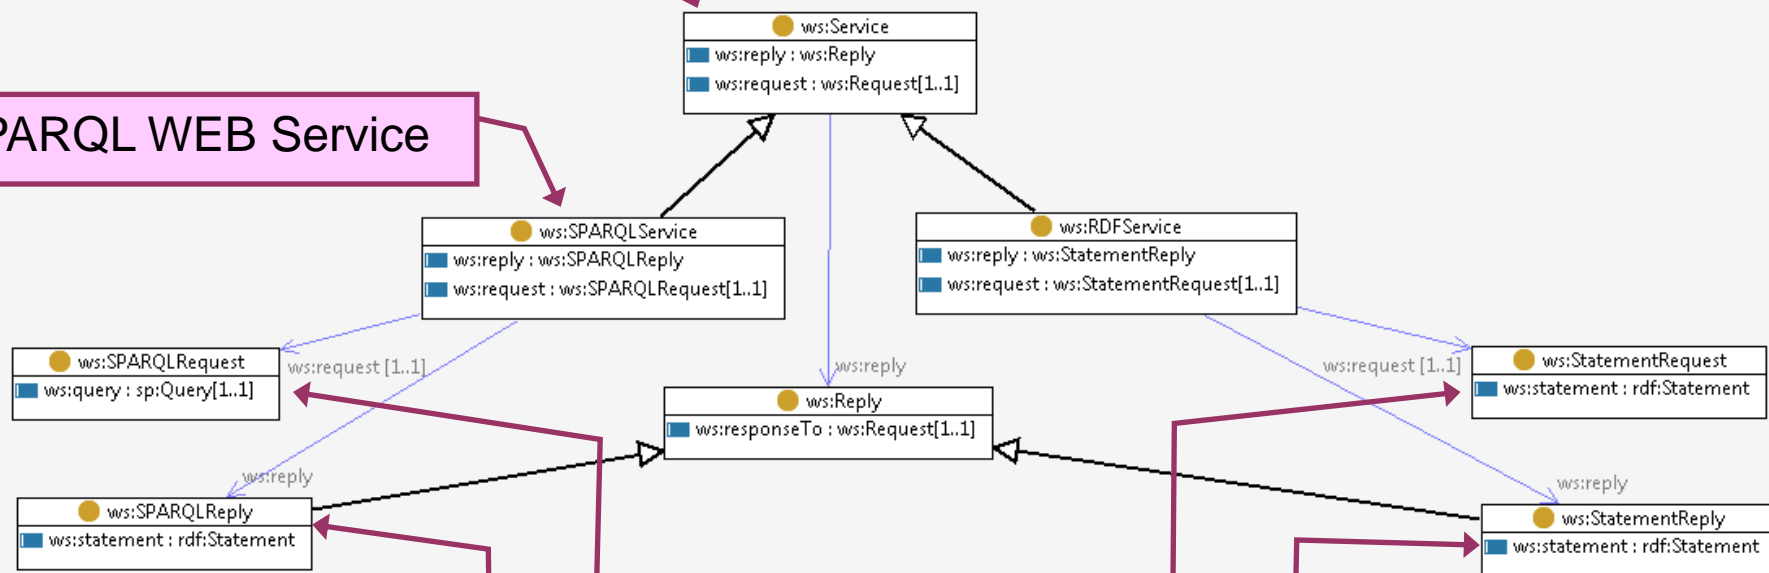 ws:Service
ws:reply : ws:Reply
ws:request : ws:Request[1..1]
PARQL WEB Service
ws:SPARQLService
ws:reply : ws:SPARQLReply
ws:request : ws:SPARQLRequest[1..1]
ws:RDFService
ws:reply : ws:StatementReply
ws:request : ws:StatementRequest[1..1]
ws:SPARQLRequest
ws:query : sp:Query[1..1]
ws:request [1..1]
ws:reply
ws:request [1..1]
ws:StatementRequest
ws:statement : rdf:Statement
ws:Reply
ws:responseTo : ws:Request[1..1]
ws:reply
ws:reply
ws:SPARQLReply
ws:statement : rdf:Statement
ws:StatementReply
ws:statement : rdf:Statement